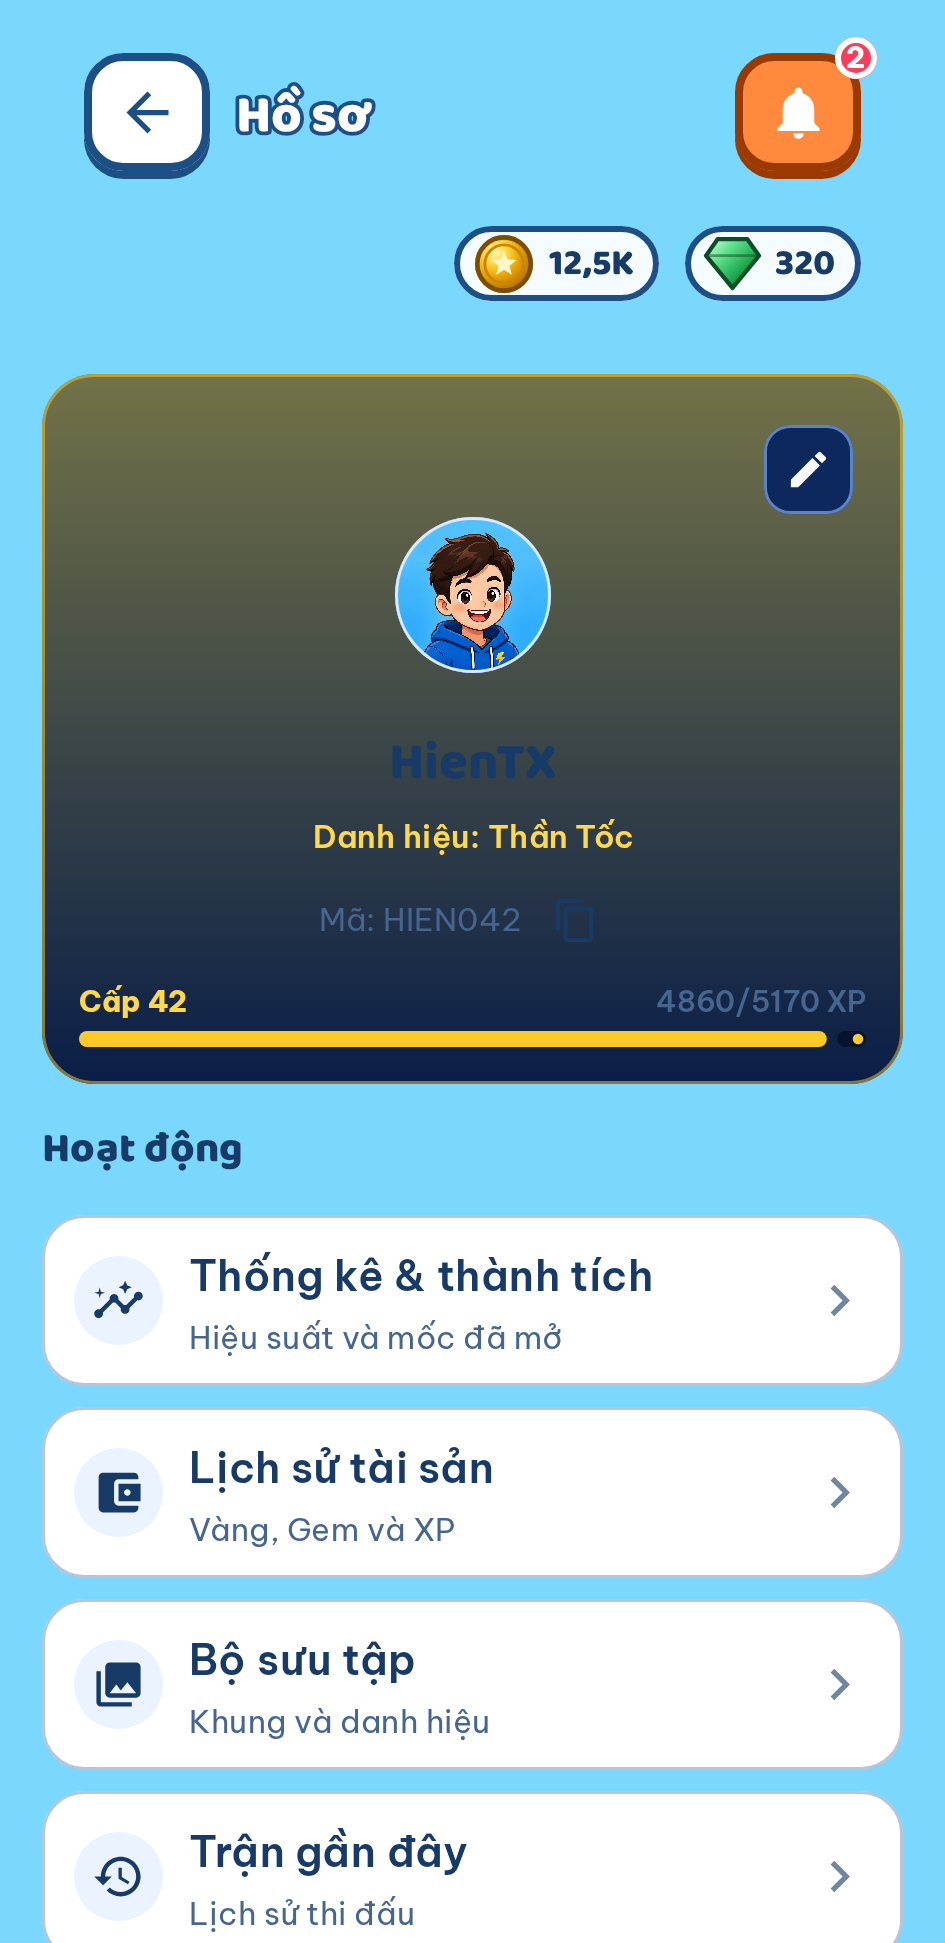 Hồ sơ
2
12,5K
320
HienTX
Danh hiệu: Thần Tốc
Mã: HIEN042
Cấp 42
4860/5170 XP
Hoạt động
Thống kê & thành tích
Hiệu suất và mốc đã mở
Lịch sử tài sản
Vàng, Gem và XP
Bộ sưu tập
Khung và danh hiệu
Trận gần đây
Lịch sử thi đấu